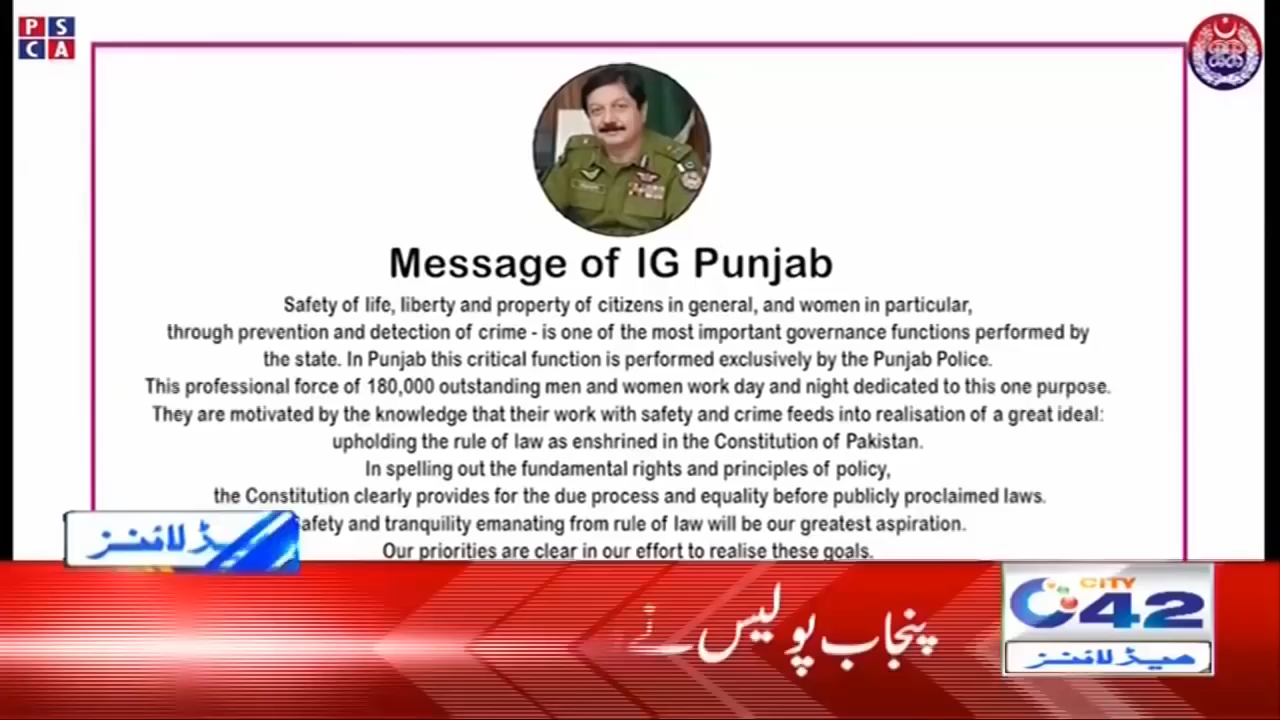 P S
C A
Message of IG Punjab
Safety of life, liberty and property of citizens in general, and women in particular,
through prevention and detection of crime - is one of the most important governance functions performed by
the state. In Punjab this critical function is performed exclusively by the Punjab Police.
This professional force of 180,000 outstanding men and women work day and night dedicated to this one purpose.
They are motivated by the knowledge that their work with safety and crime feeds into realisation of a great ideal:
upholding the rule of law as enshrined in the Constitution of Pakistan.
In spelling out the fundamental rights and principles of policy,
the Constitution clearly provides for the due process and equality before publicly proclaimed laws.
Safety and tranquility emanating from rule of law will be our greatest aspiration.
Our priorities are clear in our effort to realise these goals.
ہیڈ لائنز
پنجاب پولیس نے
CITY
42
ہیڈ لائنز